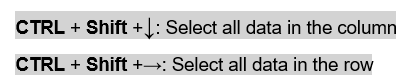 CTRL + Shift +↓: Select all data in the column
CTRL + Shift +→: Select all data in the row